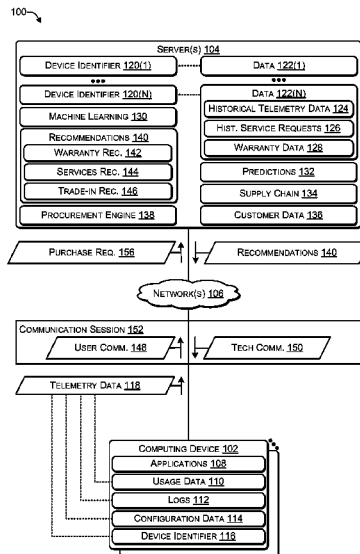 100
SERVER(S) 104
DEVICE IDENTIFIER 120(1)
DATA 122(1)
•••
•••
DEVICE IDENTIFIER 120(N)
DATA 122(N)
HISTORICAL TELEMETRY DATA 124
HIST. SERVICE REQUESTS 126
WARRANTY DATA 128
MACHINE LEARNING 130
RECOMMENDATIONS 140
WARRANTY REC. 142
SERVICES REC. 144
TRADE-IN REC. 146
PREDICTIONS 132
SUPPLY CHAIN 134
PROCUREMENT ENGINE 138
CUSTOMER DATA 136
PURCHASE REQ. 156
RECOMMENDATIONS 140
NETWORK(S) 106
COMMUNICATION SESSION 152
USER COMM. 148
TECH COMM. 150
TELEMETRY DATA 118
COMPUTING DEVICE 102
APPLICATIONS 108
USAGE DATA 110
LOGS 112
CONFIGURATION DATA 114
DEVICE IDENTIFIER 116